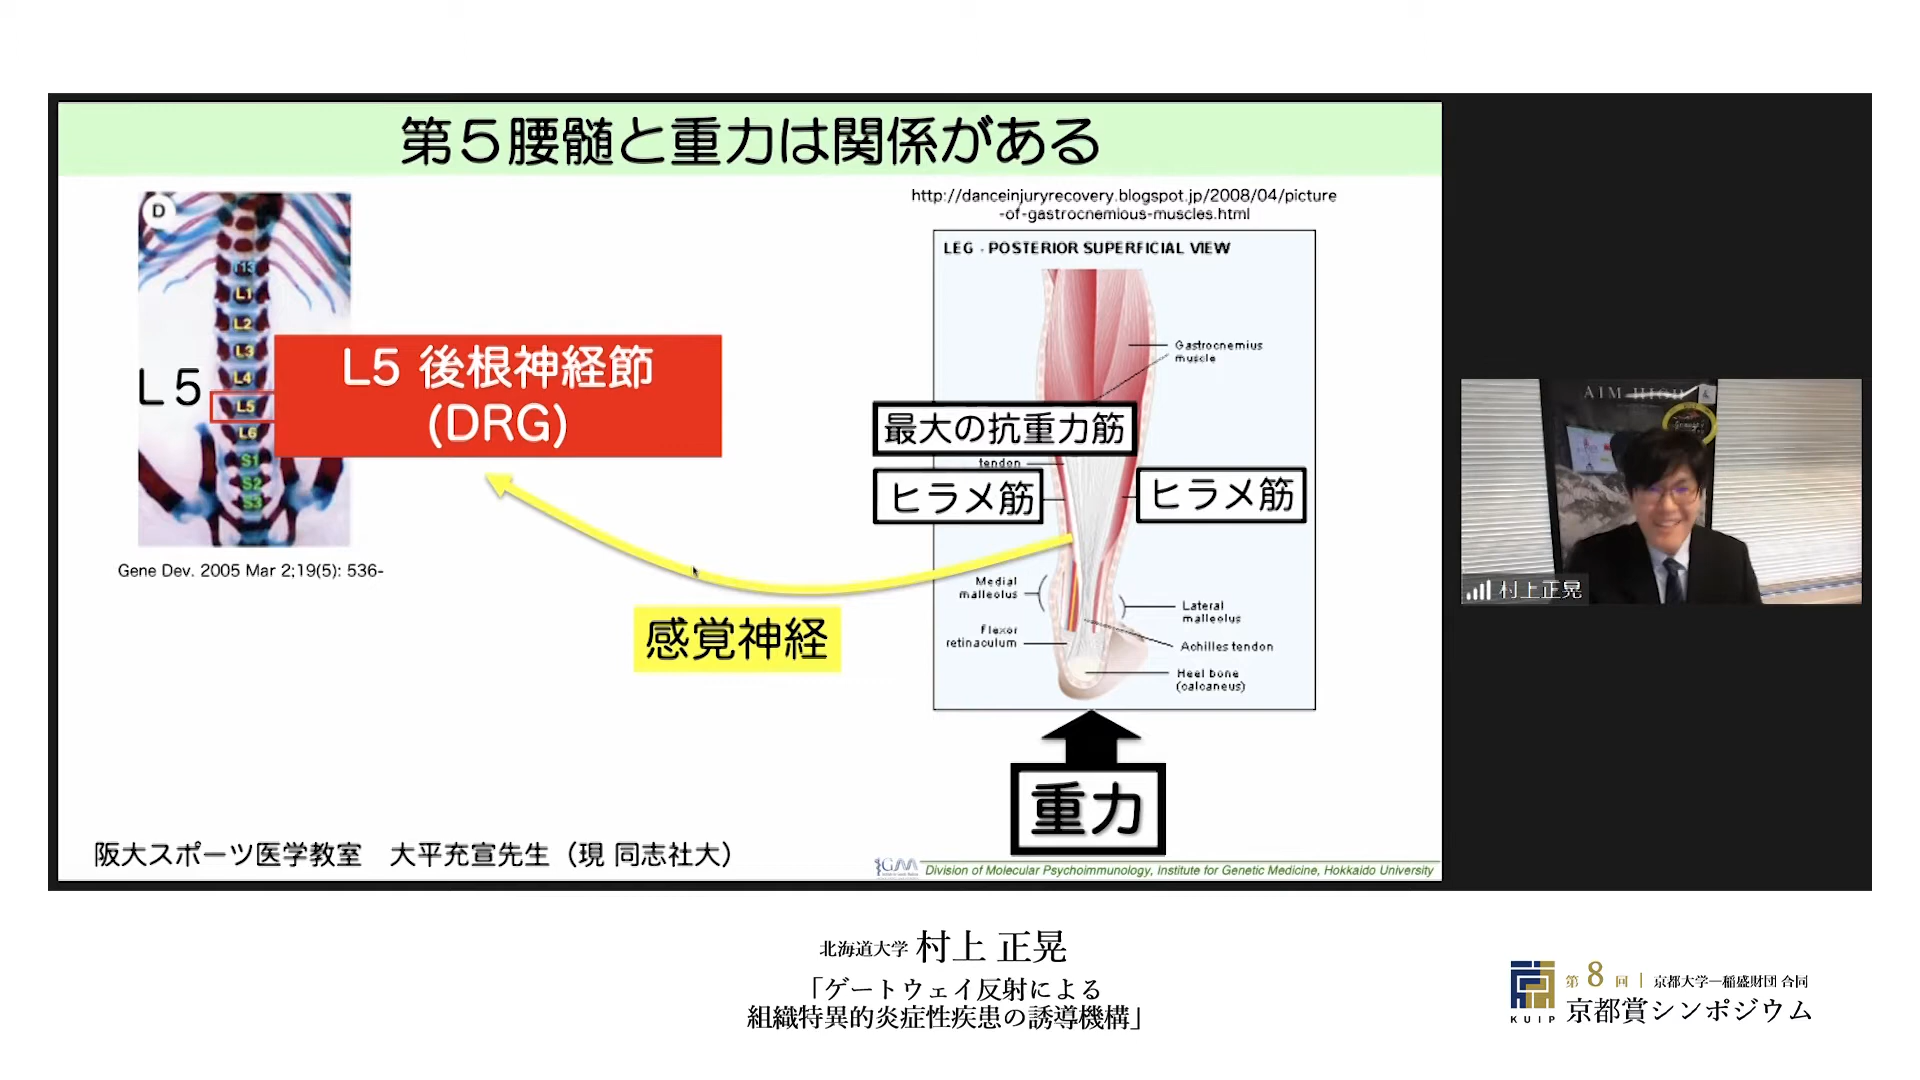 第５腰髄と重力は関係がある
D
T13
L1
L2
L3
L4
L5
L6
S1
S2
S3
L５
L5 後根神経節
(DRG)
Gene Dev. 2005 Mar 2;19(5): 536-
感覚神経
http://danceinjuryrecovery.blogspot.jp/2008/04/picture
-of-gastrocnemious-muscles.html
LEG - POSTERIOR SUPERFICIAL VIEW
Gastrocnemius
muscle
最大の抗重力筋
tendon
ヒラメ筋
ヒラメ筋
Medial
malleolus
Lateral
malleolus
Flexor
retinaculum
Achilles tendon
Heel bone
(calcaneus)
重力
阪大スポーツ医学教室　大平充宣先生（現 同志社大）
Division of Molecular Psychoimmunology, Institute for Genetic Medicine, Hokkaido University
AIM HIGH
村上正晃
北海道大学 村上 正晃
「ゲートウェイ反射による
組織特異的炎症性疾患の誘導機構」
KUIP
第8回｜京都大学―稲盛財団 合同
京都賞シンポジウム